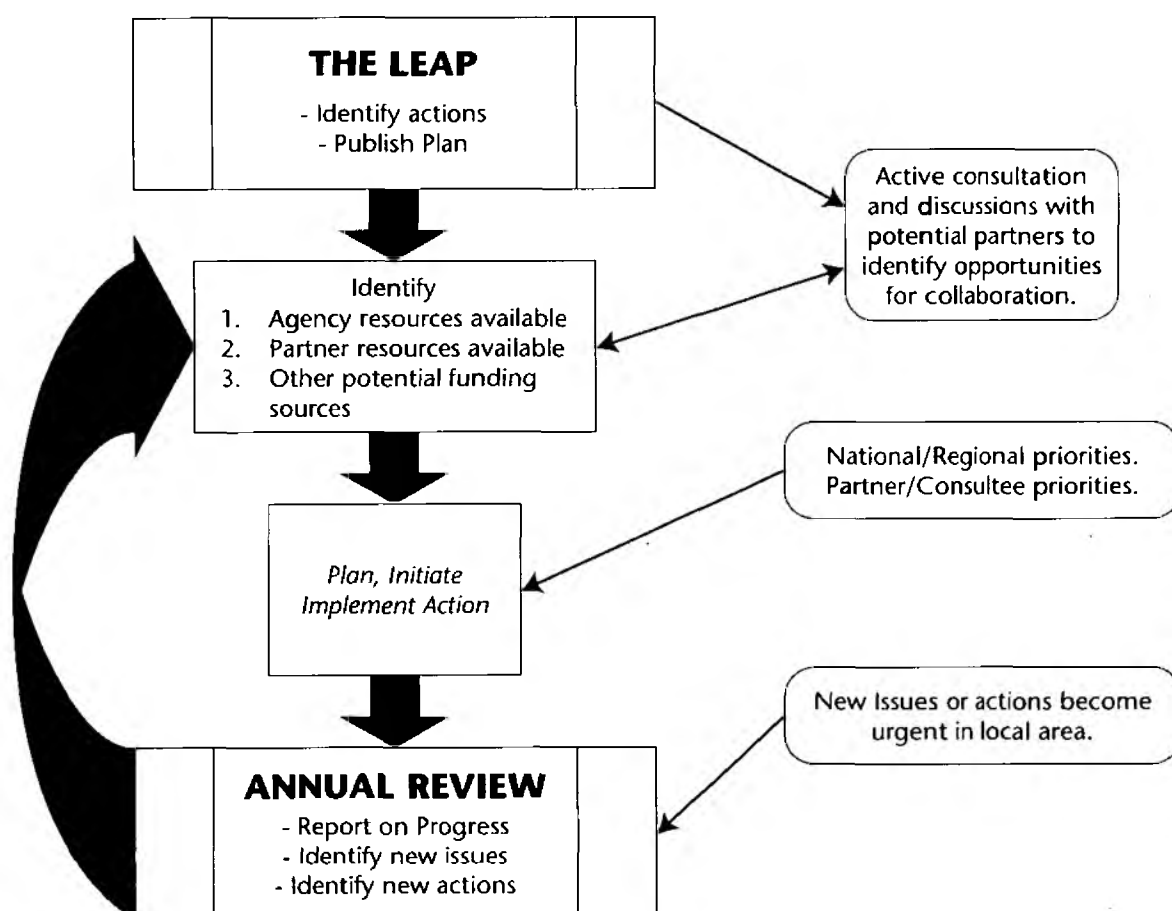 THE LEAP
- Identify actions
- Publish Plan
Active consultation
and discussions with
potential partners to
identify opportunities
for collaboration.
Identify
1. Agency resources available
2. Partner resources available
3. Other potential funding
sources
National/Regional priorities.
Partner/Consultee priorities.
Plan, Initiate
Implement Action
New Issues or actions become
urgent in local area.
ANNUAL REVIEW
- Report on Progress
- Identify new issues
- Identify new actions